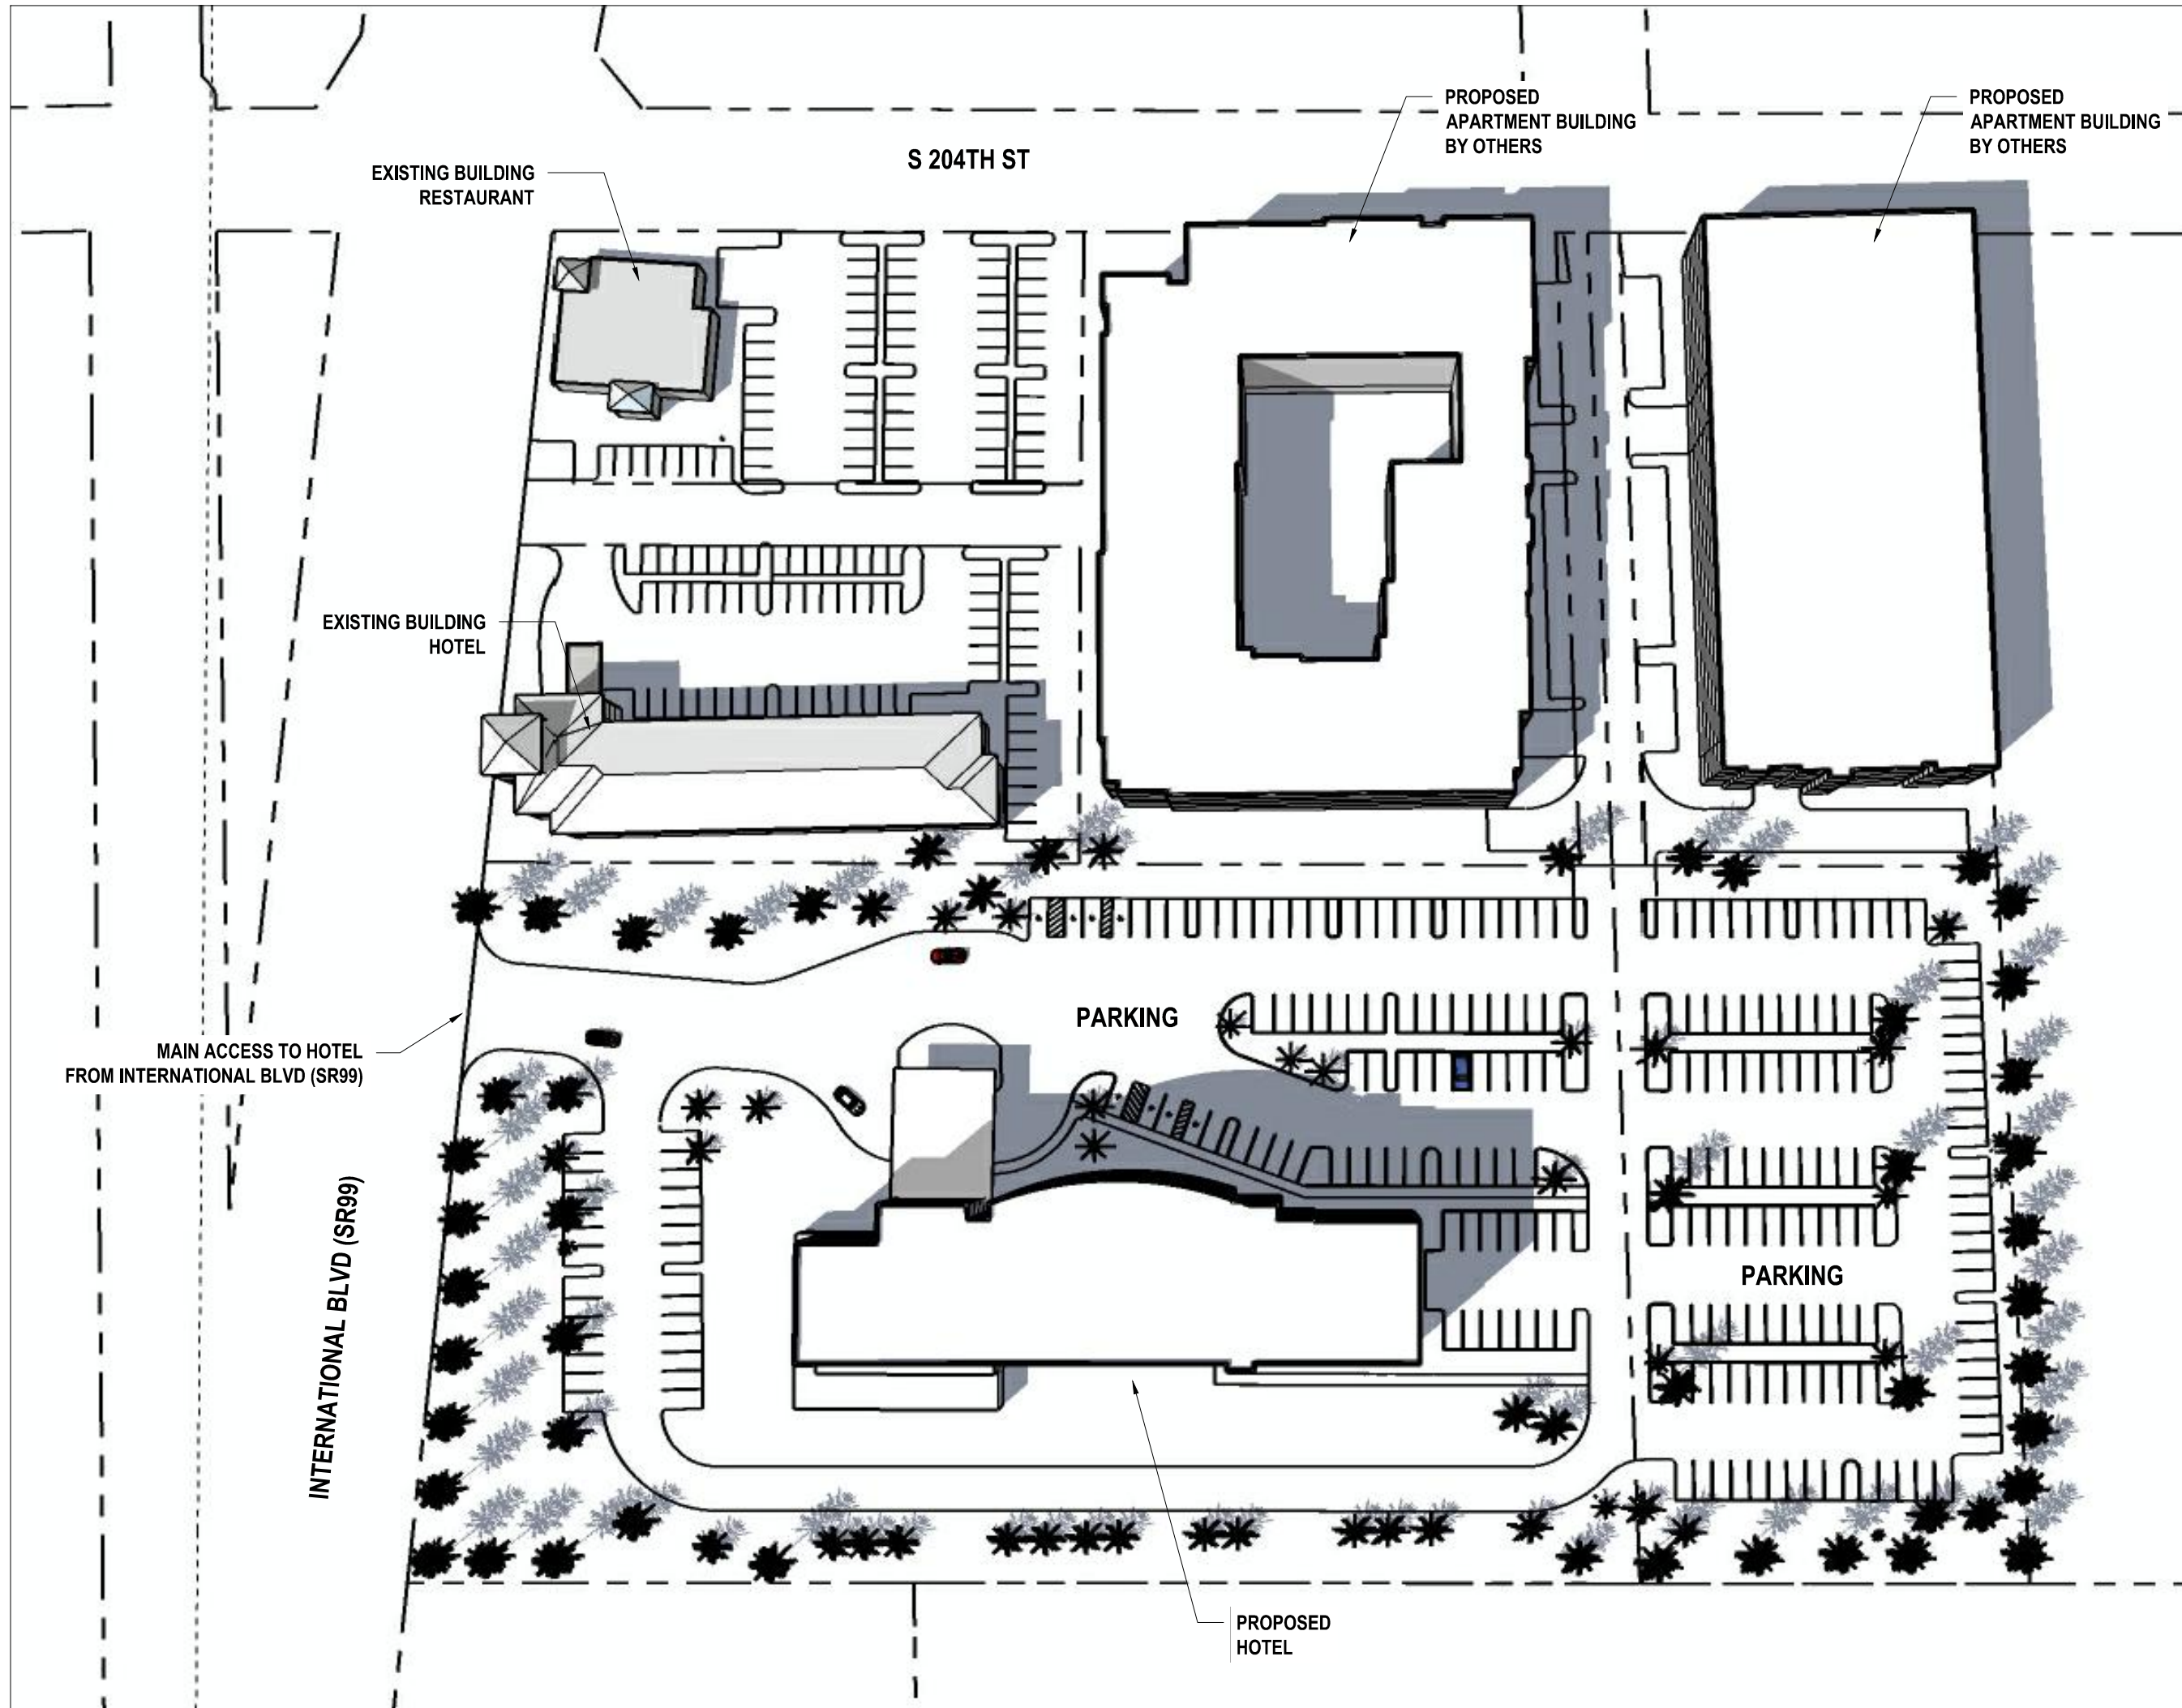 PROPOSED
APARTMENT BUILDING
BY OTHERS
PROPOSED
APARTMENT BUILDING
BY OTHERS
S 204TH ST
EXISTING BUILDING
RESTAURANT
EXISTING BUILDING
HOTEL
PARKING
MAIN ACCESS TO HOTEL
FROM INTERNATIONAL BLVD (SR99)
INTERNATIONAL BLVD (SR99)
PARKING
PROPOSED
HOTEL